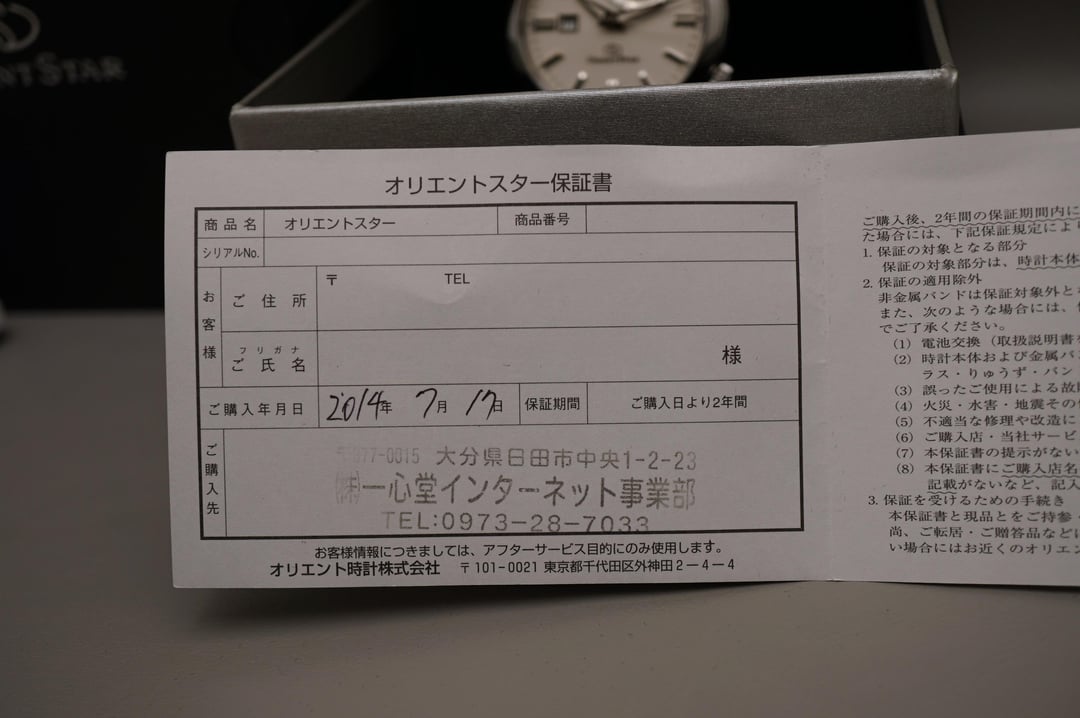 ENT STAR
オリエントスター保証書
商品名 オリエントスター 商品番号
シリアルNo.
お客様
ご住所 〒 TEL
フリガナ
ご氏名 様
ご購入年月日 2014年 7月 17日 保証期間 ご購入日より2年間
ご購入先
〒877-0015 大分県日田市中央1-2-23
㈱一心堂インターネット事業部
TEL:0973-28-7033
お客様情報につきましては、アフターサービス目的にのみ使用します。
オリエント時計株式会社 〒101-0021 東京都千代田区外神田2-4-4
ご購入後、2年間の保証期間内に
た場合には、下記保証規定により
1. 保証の対象となる部分
保証の対象部分は、時計本体
2. 保証の適用除外
非金属バンドは保証対象外と
また、次のような場合には、
でご了承ください。
(1) 電池交換(取扱説明書
(2) 時計本体および金属バ
ラス・りゅうず・バン
(3) 誤ったご使用による故
(4) 火災・水害・地震その
(5) 不適当な修理や改造に
(6) ご購入店・当社サービ
(7) 本保証書の提示がない
(8) 本保証書にご購入店名
記載がないなど、記入
3. 保証を受けるための手続き
本保証書と現品とをご持参
尚、ご転居・ご贈答品など
い場合にはお近くのオリエ